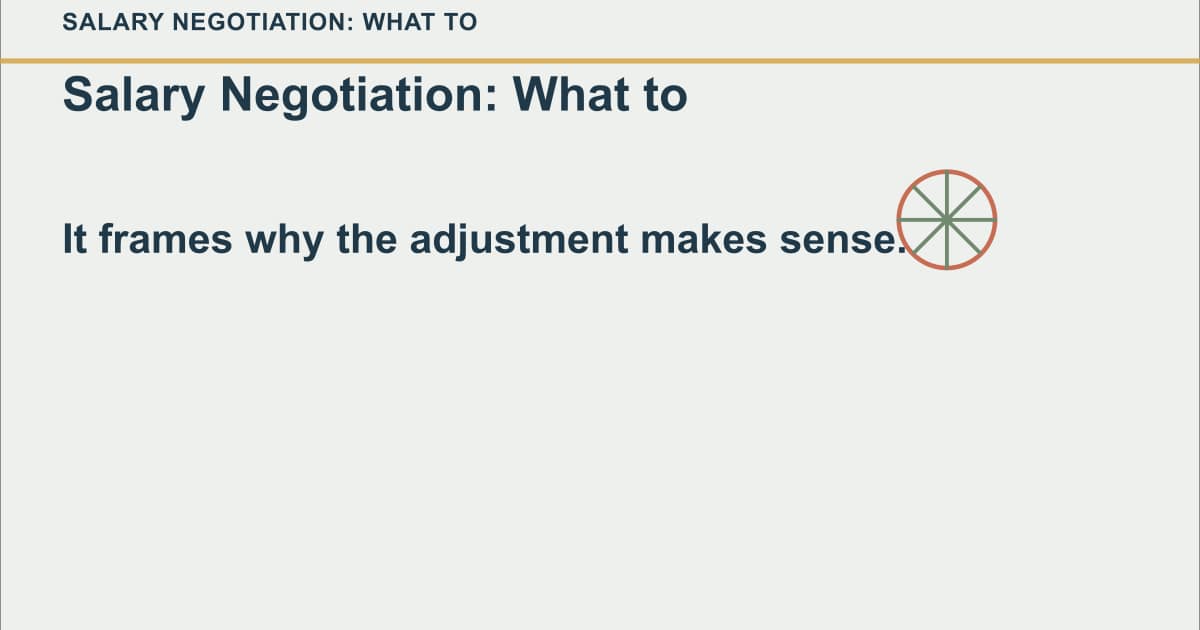 SALARY NEGOTIATION: WHAT TO
Salary Negotiation: What to
It frames why the adjustment makes sense.